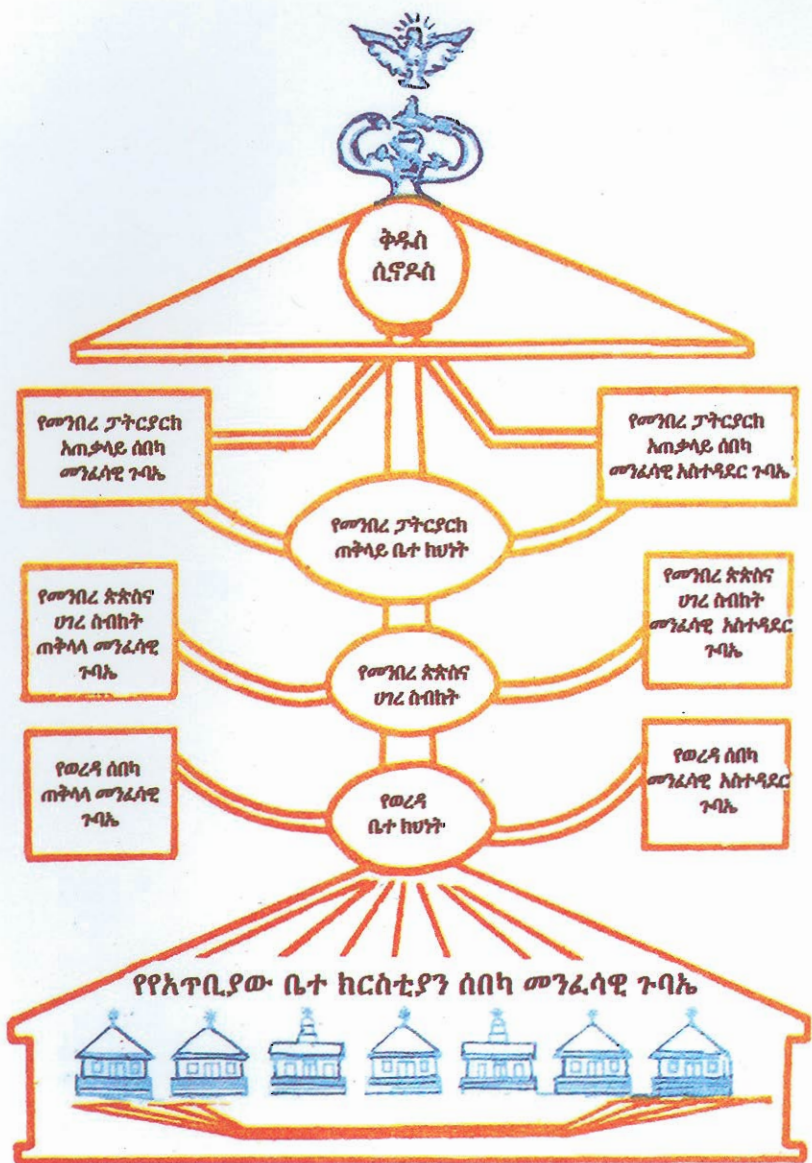 ቅዱስ
ሲኖዶስ
የመንበረ ፓትርያርክ
አጠቃላይ ሰበካ
መንፈሳዊ ጉባኤ
የመንበረ ፓትርያርክ
አጠቃላይ ሰበካ
መንፈሳዊ አስተዳደር ጉባኤ
የመንበረ ፓትርያርክ
ጠቅላይ ቤተ ክህነት
የመንበረ ጵጵስና
ሀገረ ስብከት
ጠቅላላ መንፈሳዊ
ጉባኤ
የመንበረ ጵጵስና
ሀገረ ስብከት
መንፈሳዊ አስተዳደር
ጉባኤ
የመንበረ ጵጵስና
ሀገረ ስብከት
የወረዳ ሰበካ
ጠቅላላ መንፈሳዊ
ጉባኤ
የወረዳ ሰበካ
መንፈሳዊ አስተዳደር
ጉባኤ
የወረዳ
ቤተ ክህነት
የየአጥቢያው ቤተ ክርስቲያን ሰበካ መንፈሳዊ ጉባኤ